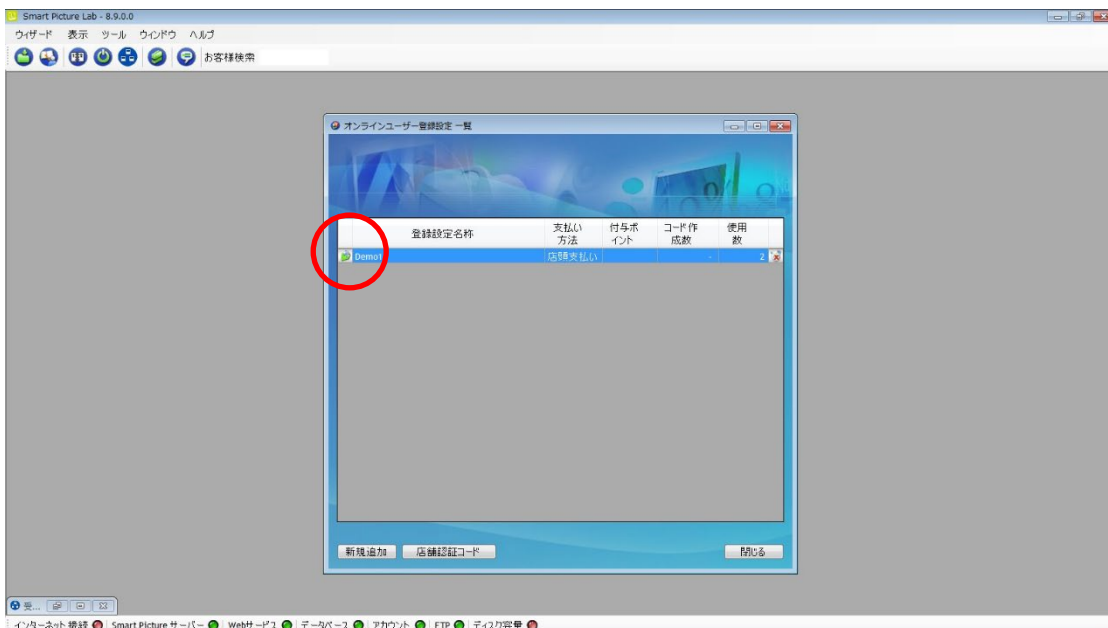 Smart Picture Lab - 8.9.0.0
ウィザード 表示 ツール ウィンドウ ヘルプ
お客様検索
オンラインユーザー登録設定 一覧
登録設定名称 支払い方法 付与ポイント コード作成数 使用数
Demo1 店頭支払い - 2
新規追加 店舗認証コード 閉じる
受...
インターネット接続 Smart Picture サーバー Webサービス データベース アカウント FTP ディスク容量